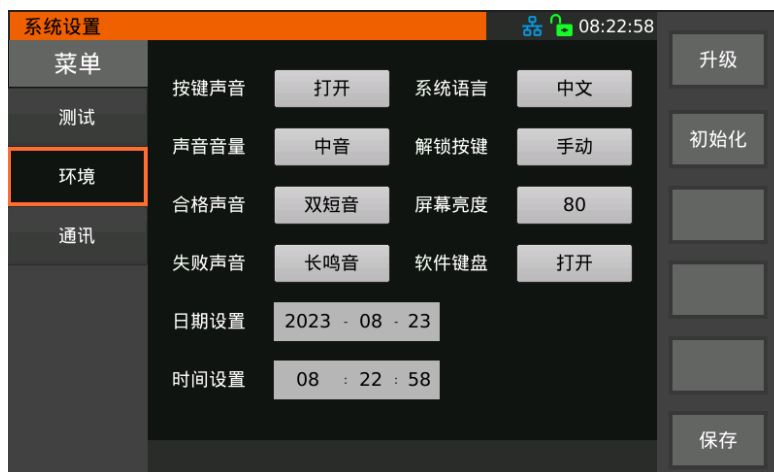 系统设置 08:22:58
菜单
测试
环境
通讯
按键声音 打开 系统语言 中文
声音音量 中音 解锁按键 手动
合格声音 双短音 屏幕亮度 80
失败声音 长鸣音 软件键盘 打开
日期设置 2023 - 08 - 23
时间设置 08 : 22 : 58
升级
初始化
保存